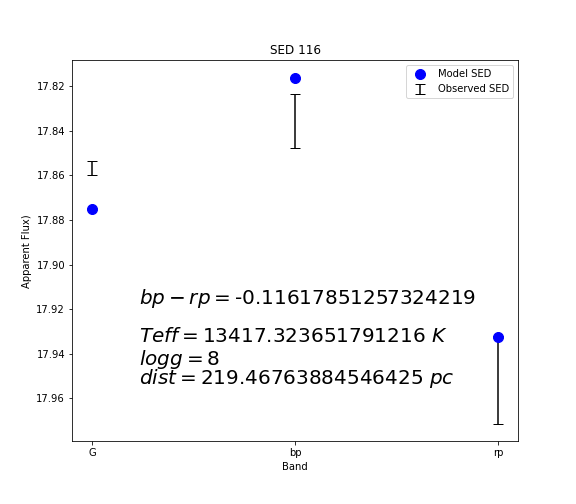 SED 116
Model SED
Observed SED
17.82
17.84
17.86
17.88
17.90
17.92
17.94
17.96
Apparent Flux)
bp − rp = -0.11617851257324219
Teff = 13417.323651791216 K
logg = 8
dist = 219.46763884546425 pc
G bp rp
Band